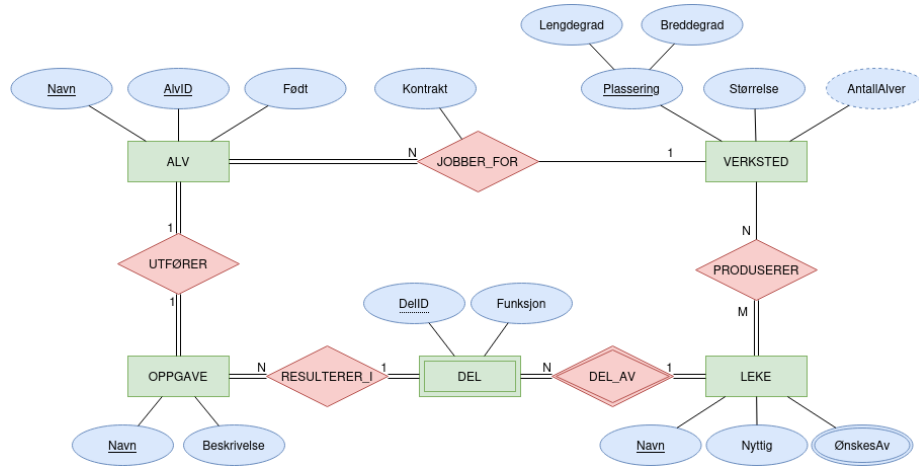 Lengdegrad
Breddegrad
Navn
AlvID
Født
Kontrakt
Plassering
Størrelse
AntallAlver
ALV
N
JOBBER_FOR
1
VERKSTED
1
N
UTFØRER
PRODUSERER
1
M
DelID
Funksjon
OPPGAVE
N
RESULTERER_I
1
DEL
N
DEL_AV
1
LEKE
Navn
Beskrivelse
Navn
Nyttig
ØnskesAv